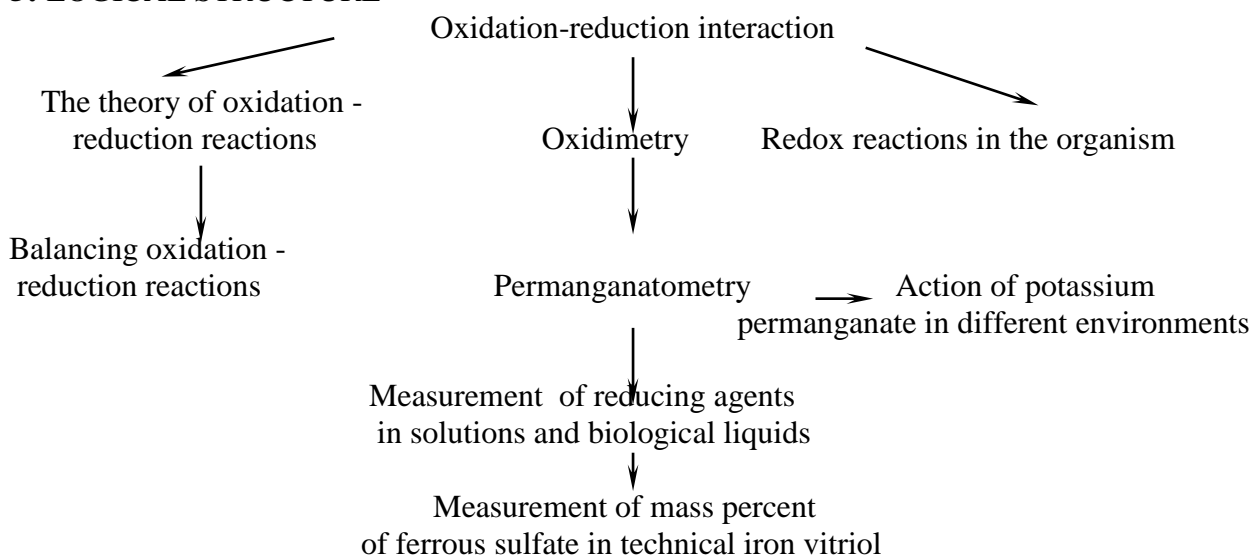 Oxidation-reduction interaction
The theory of oxidation -
reduction reactions
Oxidimetry
Redox reactions in the organism
Balancing oxidation -
reduction reactions
Permanganatometry
Action of potassium
permanganate in different environments
Measurement of reducing agents
in solutions and biological liquids
Measurement of mass percent
of ferrous sulfate in technical iron vitriol